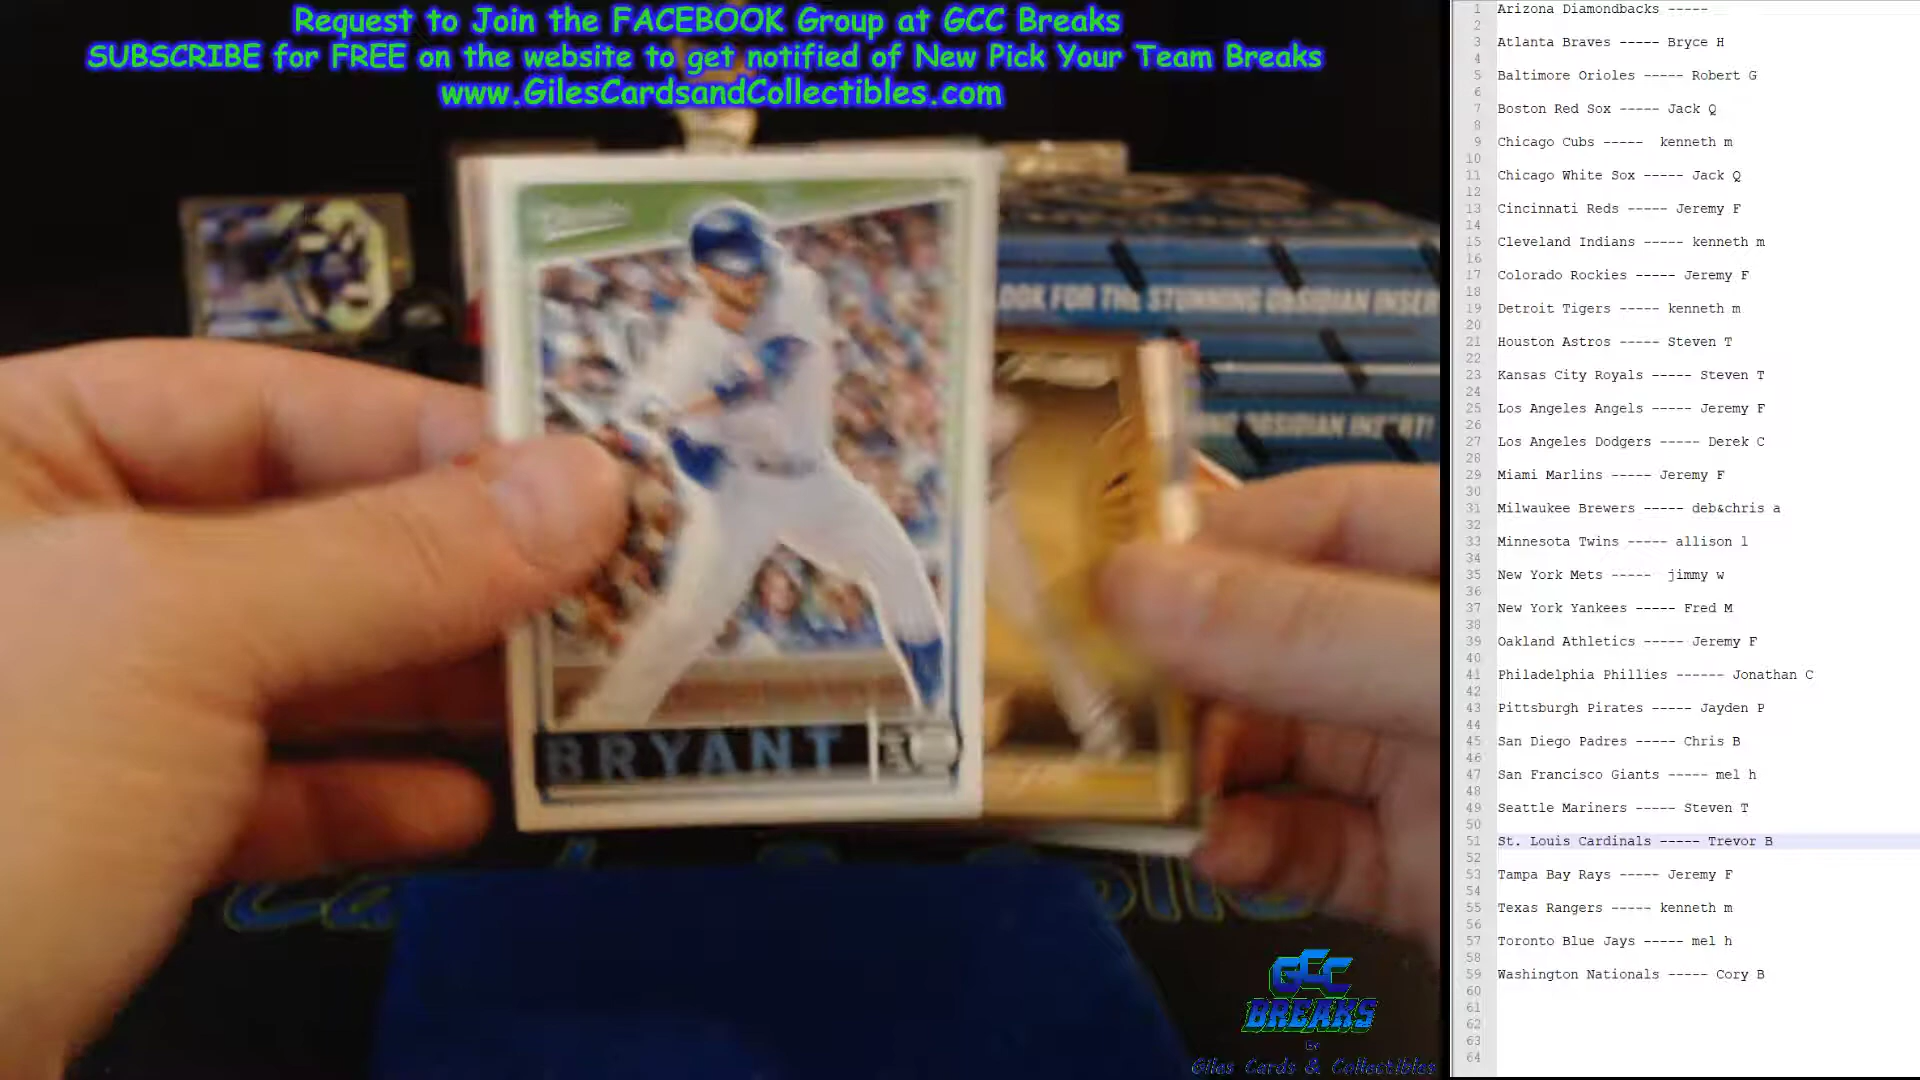 Request to Join the FACEBOOK Group at GCC Breaks
SUBSCRIBE for FREE on the website to get notified of New Pick Your Team Breaks
www.GilesCardsandCollectibles.com
OOK FOR THE STUNNING OBSIDIAN INSER
NING OBSIDIAN INSERT!
BRYANT
GCC
BREAKS
Giles Cards & Collectibles
1 Arizona Diamondbacks -----
2
3 Atlanta Braves ----- Bryce H
4
5 Baltimore Orioles ----- Robert G
6
7 Boston Red Sox ----- Jack Q
8
9 Chicago Cubs -----  kenneth m
10
11 Chicago White Sox ----- Jack Q
12
13 Cincinnati Reds ----- Jeremy F
14
15 Cleveland Indians ----- kenneth m
16
17 Colorado Rockies ----- Jeremy F
18
19 Detroit Tigers ----- kenneth m
20
21 Houston Astros ----- Steven T
22
23 Kansas City Royals ----- Steven T
24
25 Los Angeles Angels ----- Jeremy F
26
27 Los Angeles Dodgers ----- Derek C
28
29 Miami Marlins ----- Jeremy F
30
31 Milwaukee Brewers ----- deb&chris a
32
33 Minnesota Twins ----- allison l
34
35 New York Mets -----  jimmy w
36
37 New York Yankees ----- Fred M
38
39 Oakland Athletics ----- Jeremy F
40
41 Philadelphia Phillies ------ Jonathan C
42
43 Pittsburgh Pirates ----- Jayden P
44
45 San Diego Padres ----- Chris B
46
47 San Francisco Giants ----- mel h
48
49 Seattle Mariners ----- Steven T
50
51 St. Louis Cardinals ----- Trevor B
52
53 Tampa Bay Rays ----- Jeremy F
54
55 Texas Rangers ----- kenneth m
56
57 Toronto Blue Jays ----- mel h
58
59 Washington Nationals ----- Cory B
60
61
62
63
64